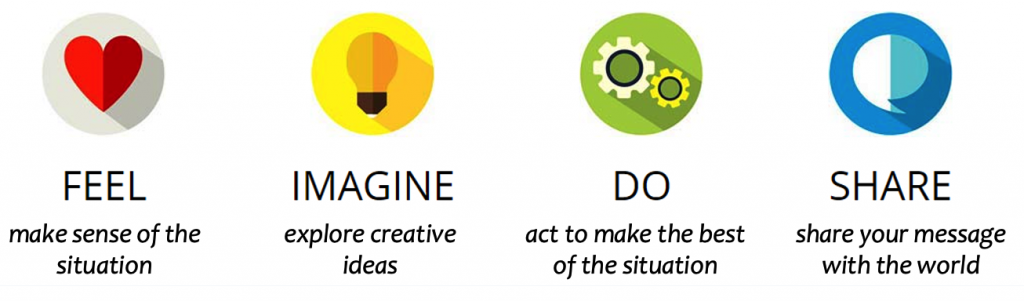 FEEL
make sense of the
situation
IMAGINE
explore creative
ideas
DO
act to make the best
of the situation
SHARE
share your message
with the world